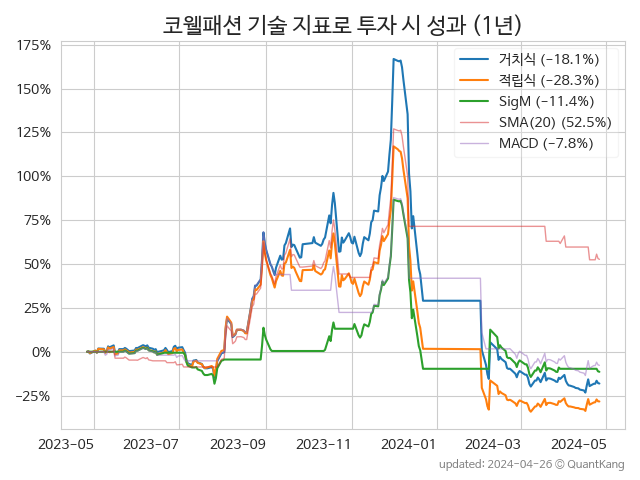 코웰패션 기술 지표로 투자 시 성과 (1년)
175%
150%
125%
100%
75%
50%
25%
0%
−25%
거치식 (−18.1%)
적립식 (−28.3%)
SigM (−11.4%)
SMA(20) (52.5%)
MACD (−7.8%)
2023-05
2023-07
2023-09
2023-11
2024-01
2024-03
2024-05
updated: 2024-04-26 © QuantKang